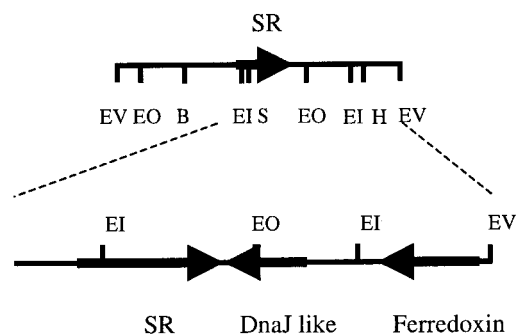 SR
EV EO B EI S EO EI H EV
EI EO EI EV
SR DnaJ like Ferredoxin